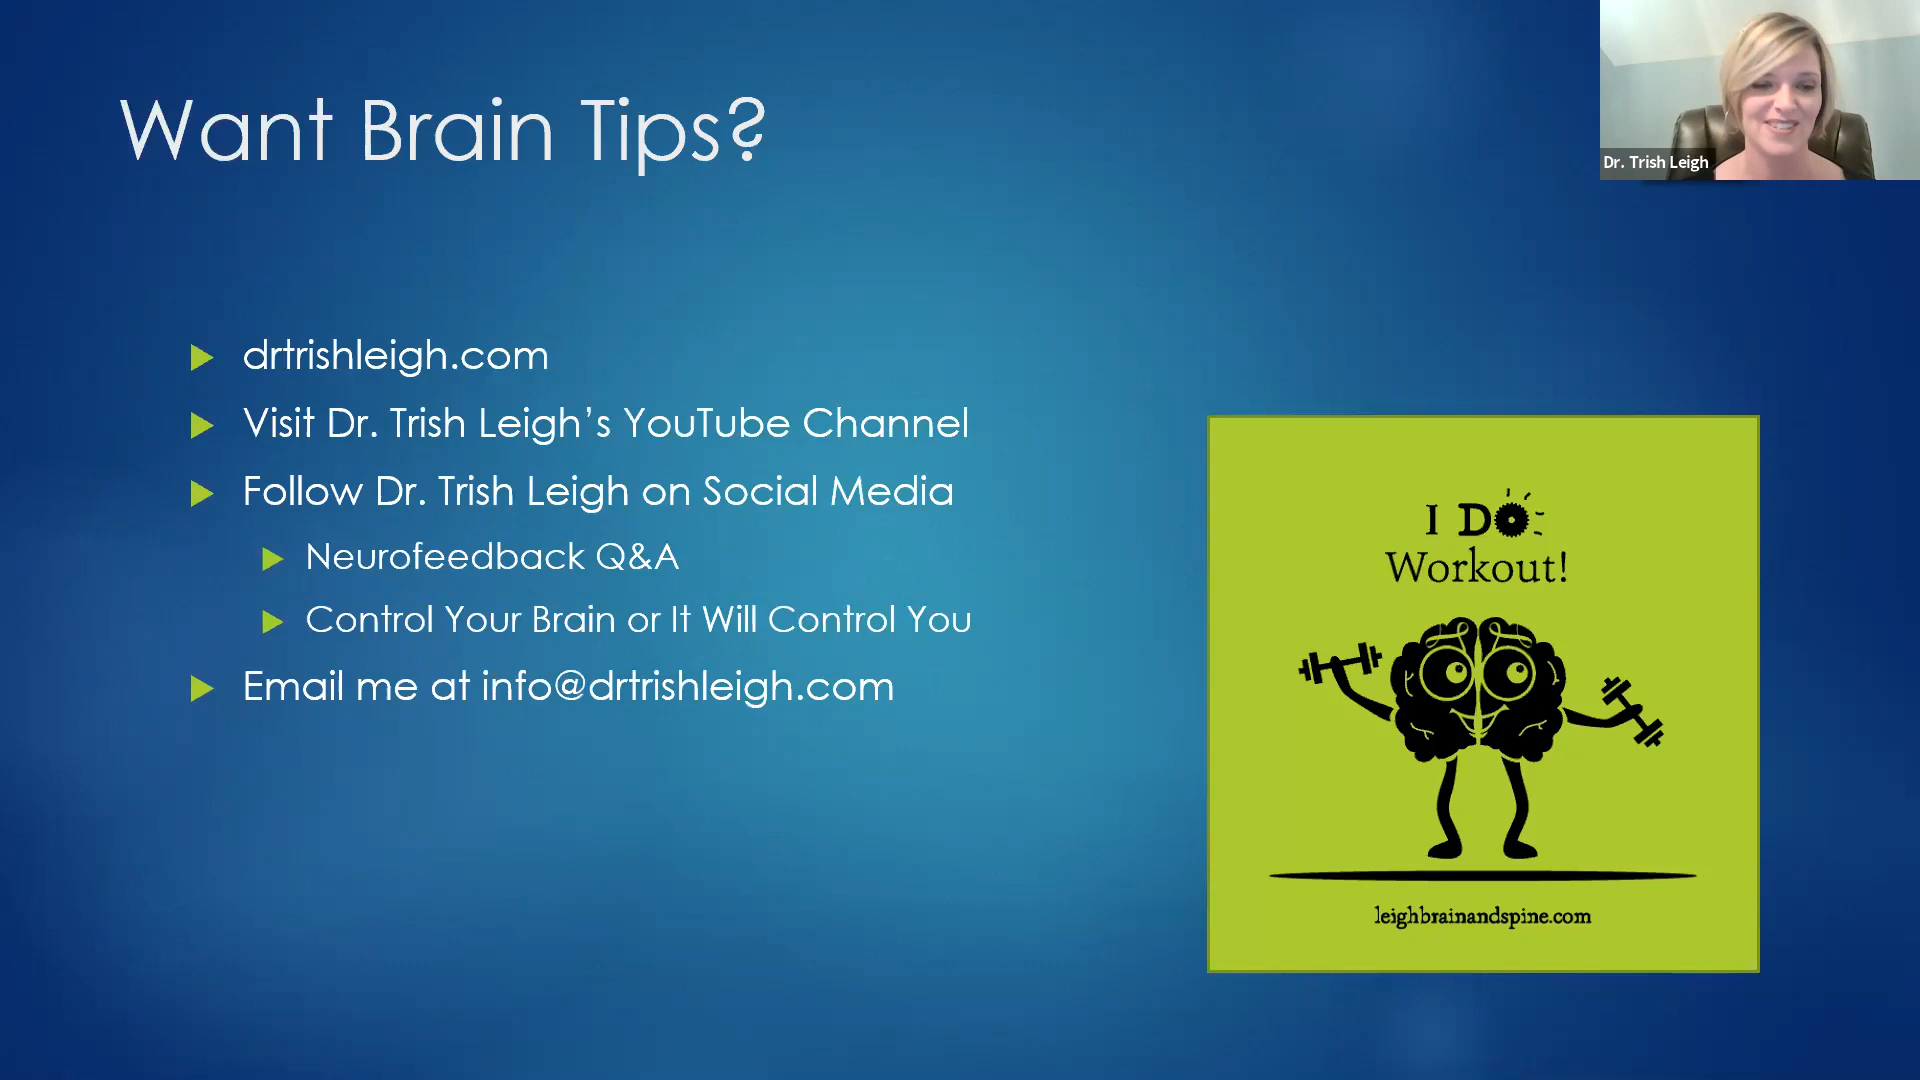 Want Brain Tips?
Dr. Trish Leigh
drtrishleigh.com
Visit Dr. Trish Leigh’s YouTube Channel
Follow Dr. Trish Leigh on Social Media
Neurofeedback Q&A
Control Your Brain or It Will Control You
Email me at info@drtrishleigh.com
I DO
Workout!
leighbrainandspine.com